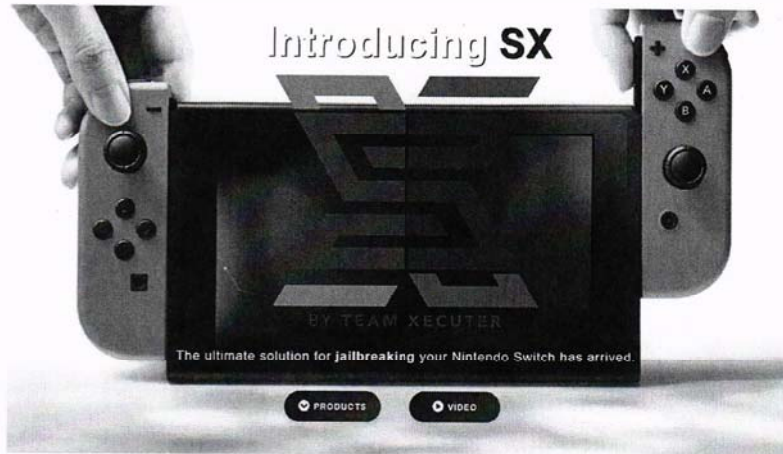 Introducing SX
BY TEAM XECUTER
The ultimate solution for jailbreaking your Nintendo Switch has arrived.
PRODUCTS
VIDEO
X
Y
A
B